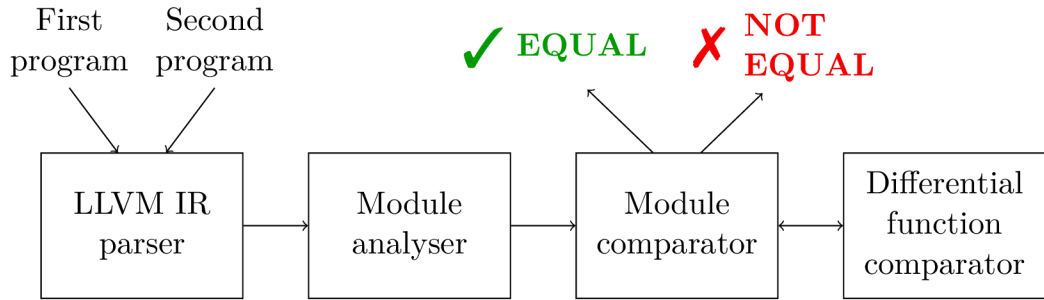 First
program
Second
program
✓ EQUAL
✗ NOT
EQUAL
LLVM IR
parser
Module
analyser
Module
comparator
Differential
function
comparator